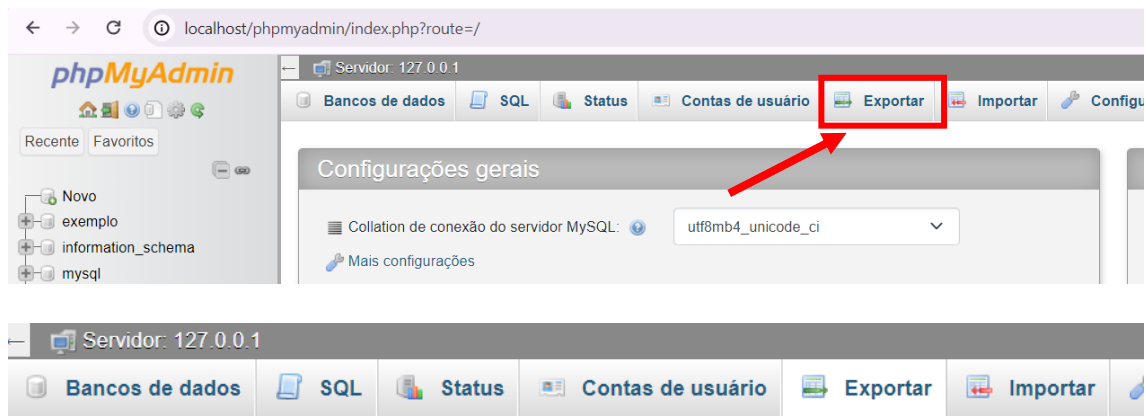 localhost/phpmyadmin/index.php?route=/
phpMyAdmin
Recente Favoritos
Novo
exemplo
information_schema
mysql
Servidor: 127.0.0.1
Bancos de dados SQL Status Contas de usuário Exportar Importar Configu
Configurações gerais
Collation de conexão do servidor MySQL: utf8mb4_unicode_ci
Mais configurações
Servidor: 127.0.0.1
Bancos de dados SQL Status Contas de usuário Exportar Importar